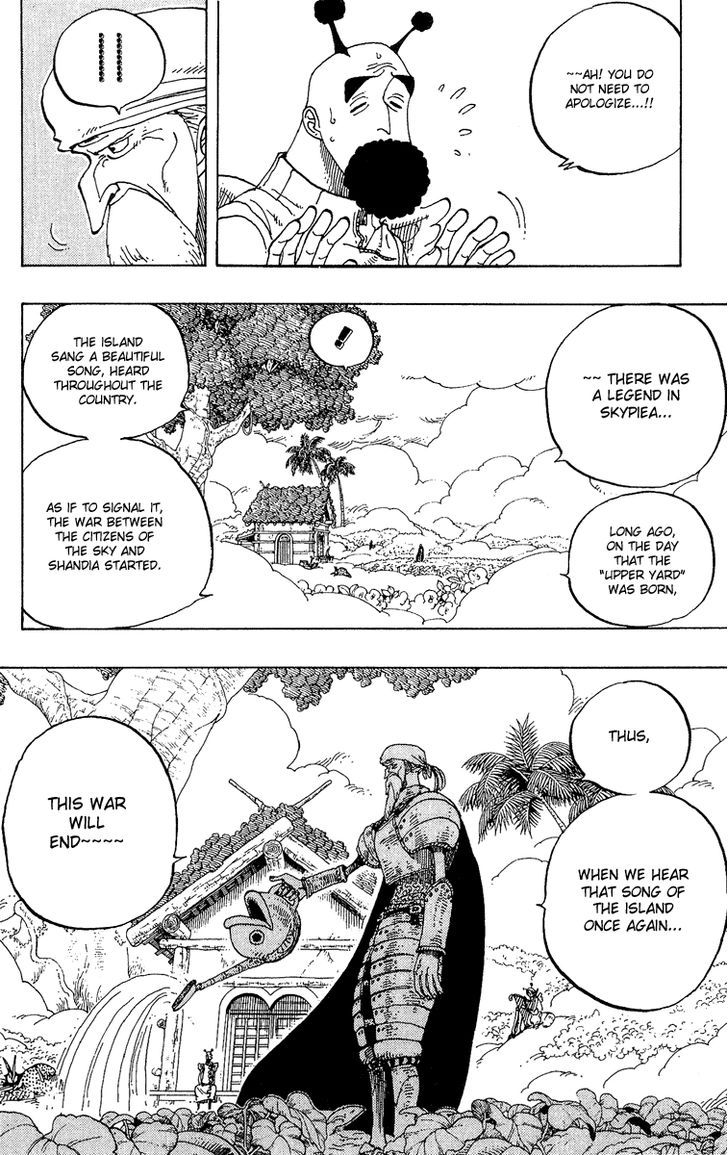 ~~AH! YOU DO
NOT NEED TO
APOLOGIZE...!!
~~ THERE WAS
A LEGEND IN
SKYPIEA...
LONG AGO,
ON THE DAY
THAT THE
"UPPER YARD"
WAS BORN,
!
THE ISLAND
SANG A BEAUTIFUL
SONG, HEARD
THROUGHOUT THE
COUNTRY.
AS IF TO SIGNAL IT,
THE WAR BETWEEN
THE CITIZENS OF
THE SKY AND
SHANDIA STARTED.
THUS,
WHEN WE HEAR
THAT SONG OF
THE ISLAND
ONCE AGAIN...
THIS WAR
WILL
END~~~~